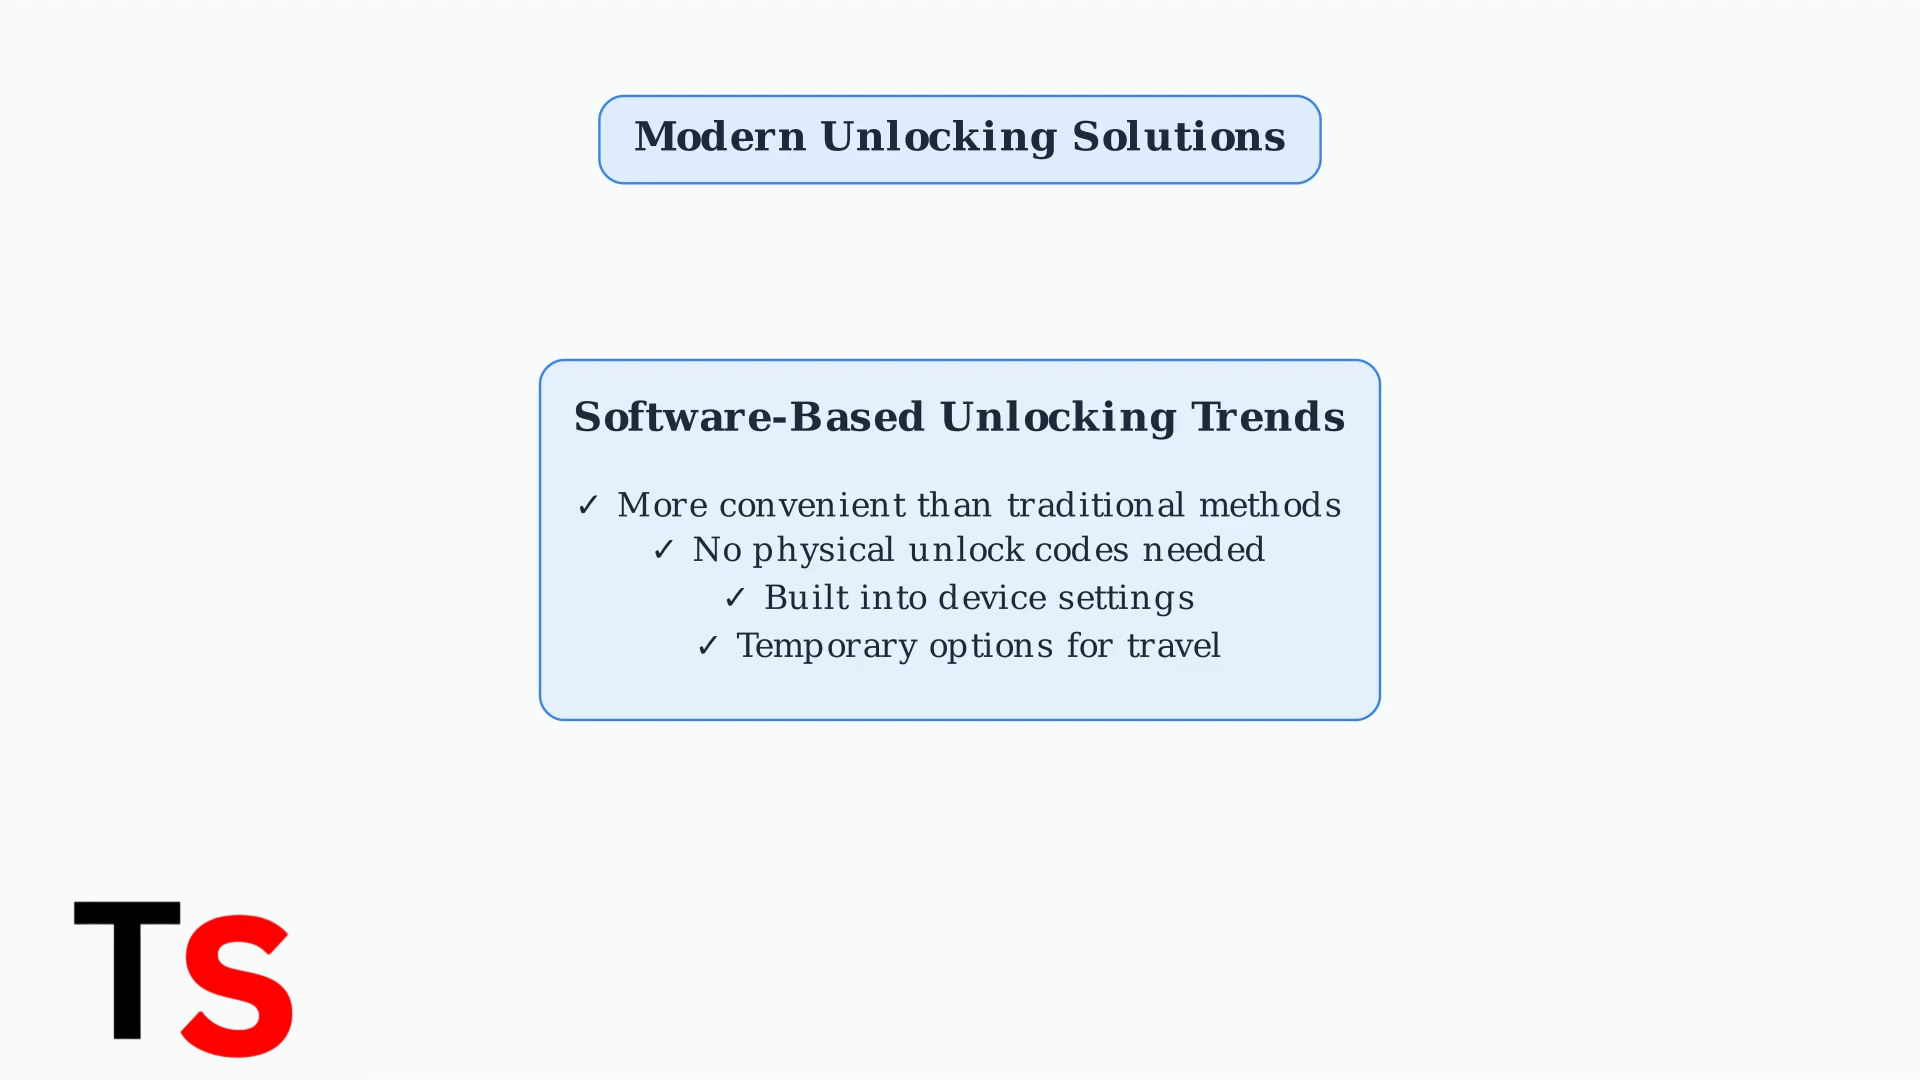 Modern Unlocking Solutions
Software-Based Unlocking Trends
✓ More convenient than traditional methods
✓ No physical unlock codes needed
✓ Built into device settings
✓ Temporary options for travel
TS